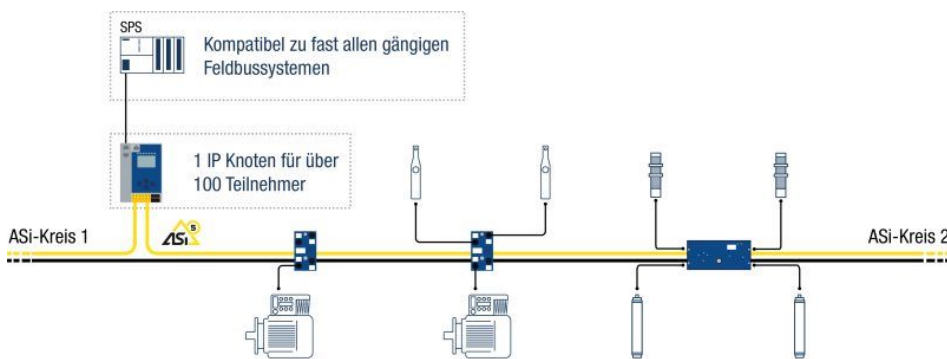 SPS
Kompatibel zu fast allen gängigen
Feldbussystemen
1 IP Knoten für über
100 Teilnehmer
ASi-Kreis 1
ASi 5
ASi-Kreis 2